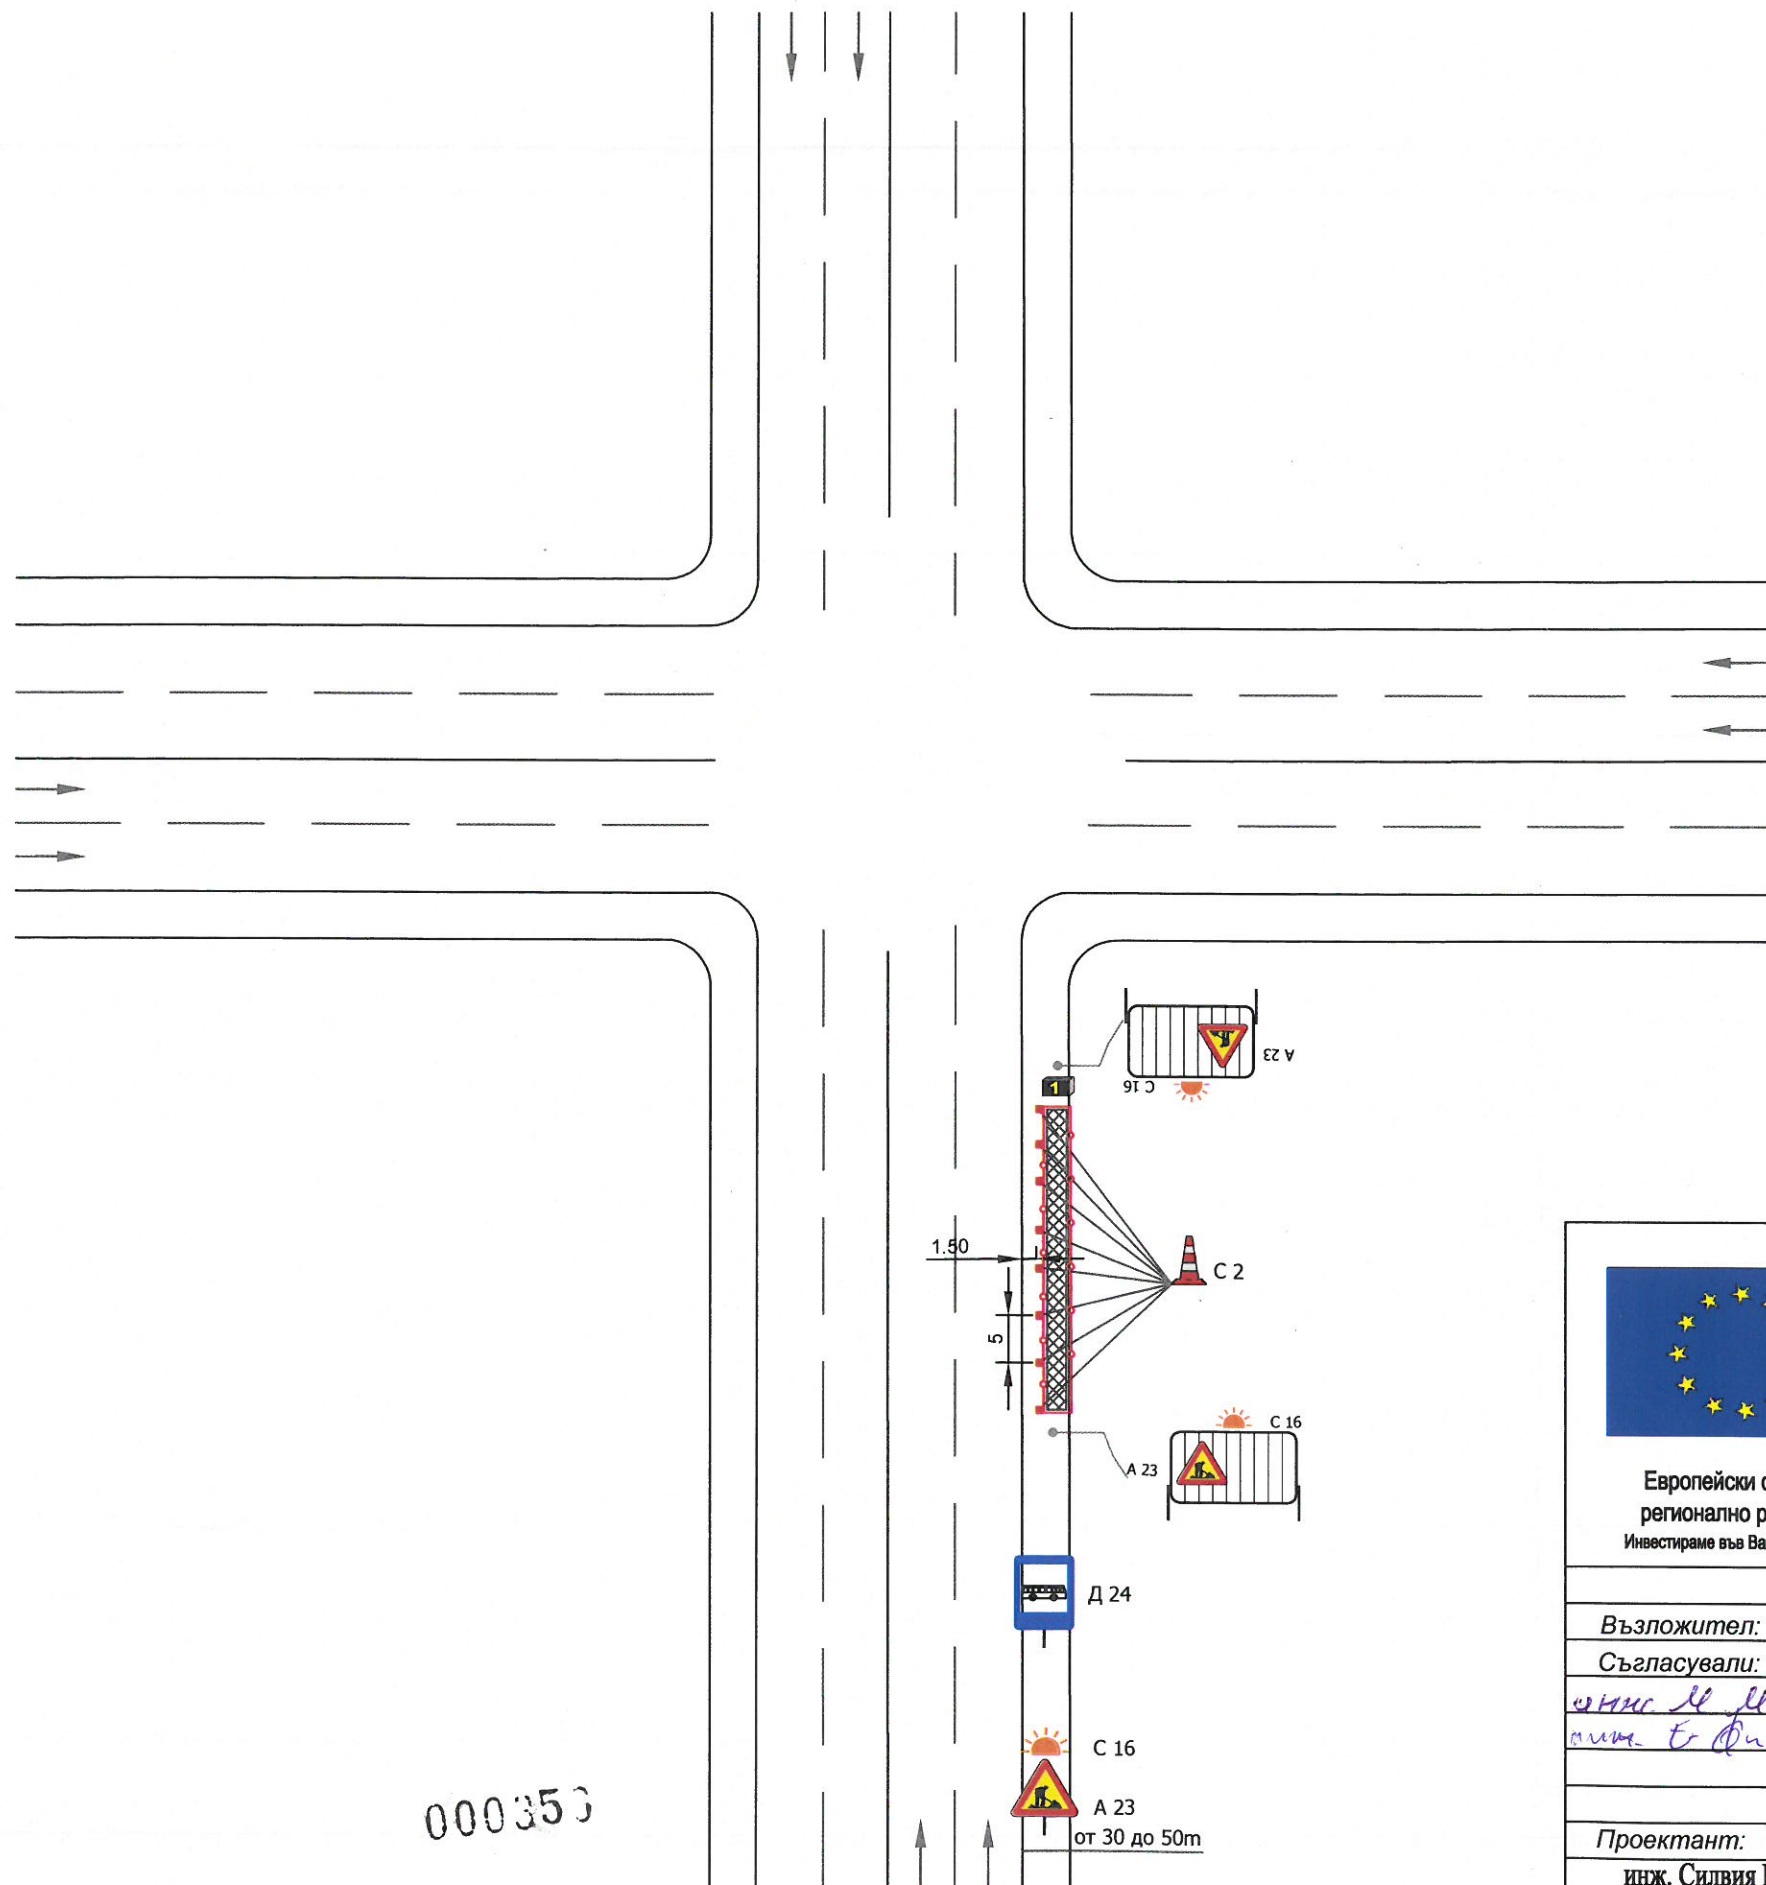 А 23
С 16
1
1.50
С 2
5
С 16
А 23
Д 24
С 16
А 23
от 30 до 50m
Европейски
регионално
Инвестираме във
Възложител:
Съгласували:
Проектант:
инж. Силвия